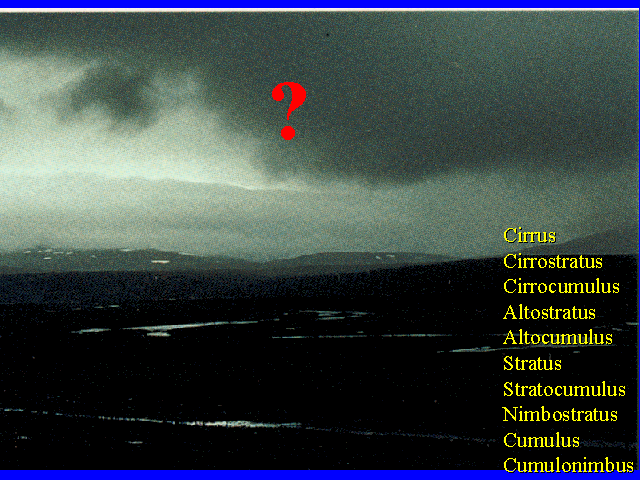 ?
Cirrus
Cirrostratus
Cirrocumulus
Altostratus
Altocumulus
Stratus
Stratocumulus
Nimbostratus
Cumulus
Cumulonimbus